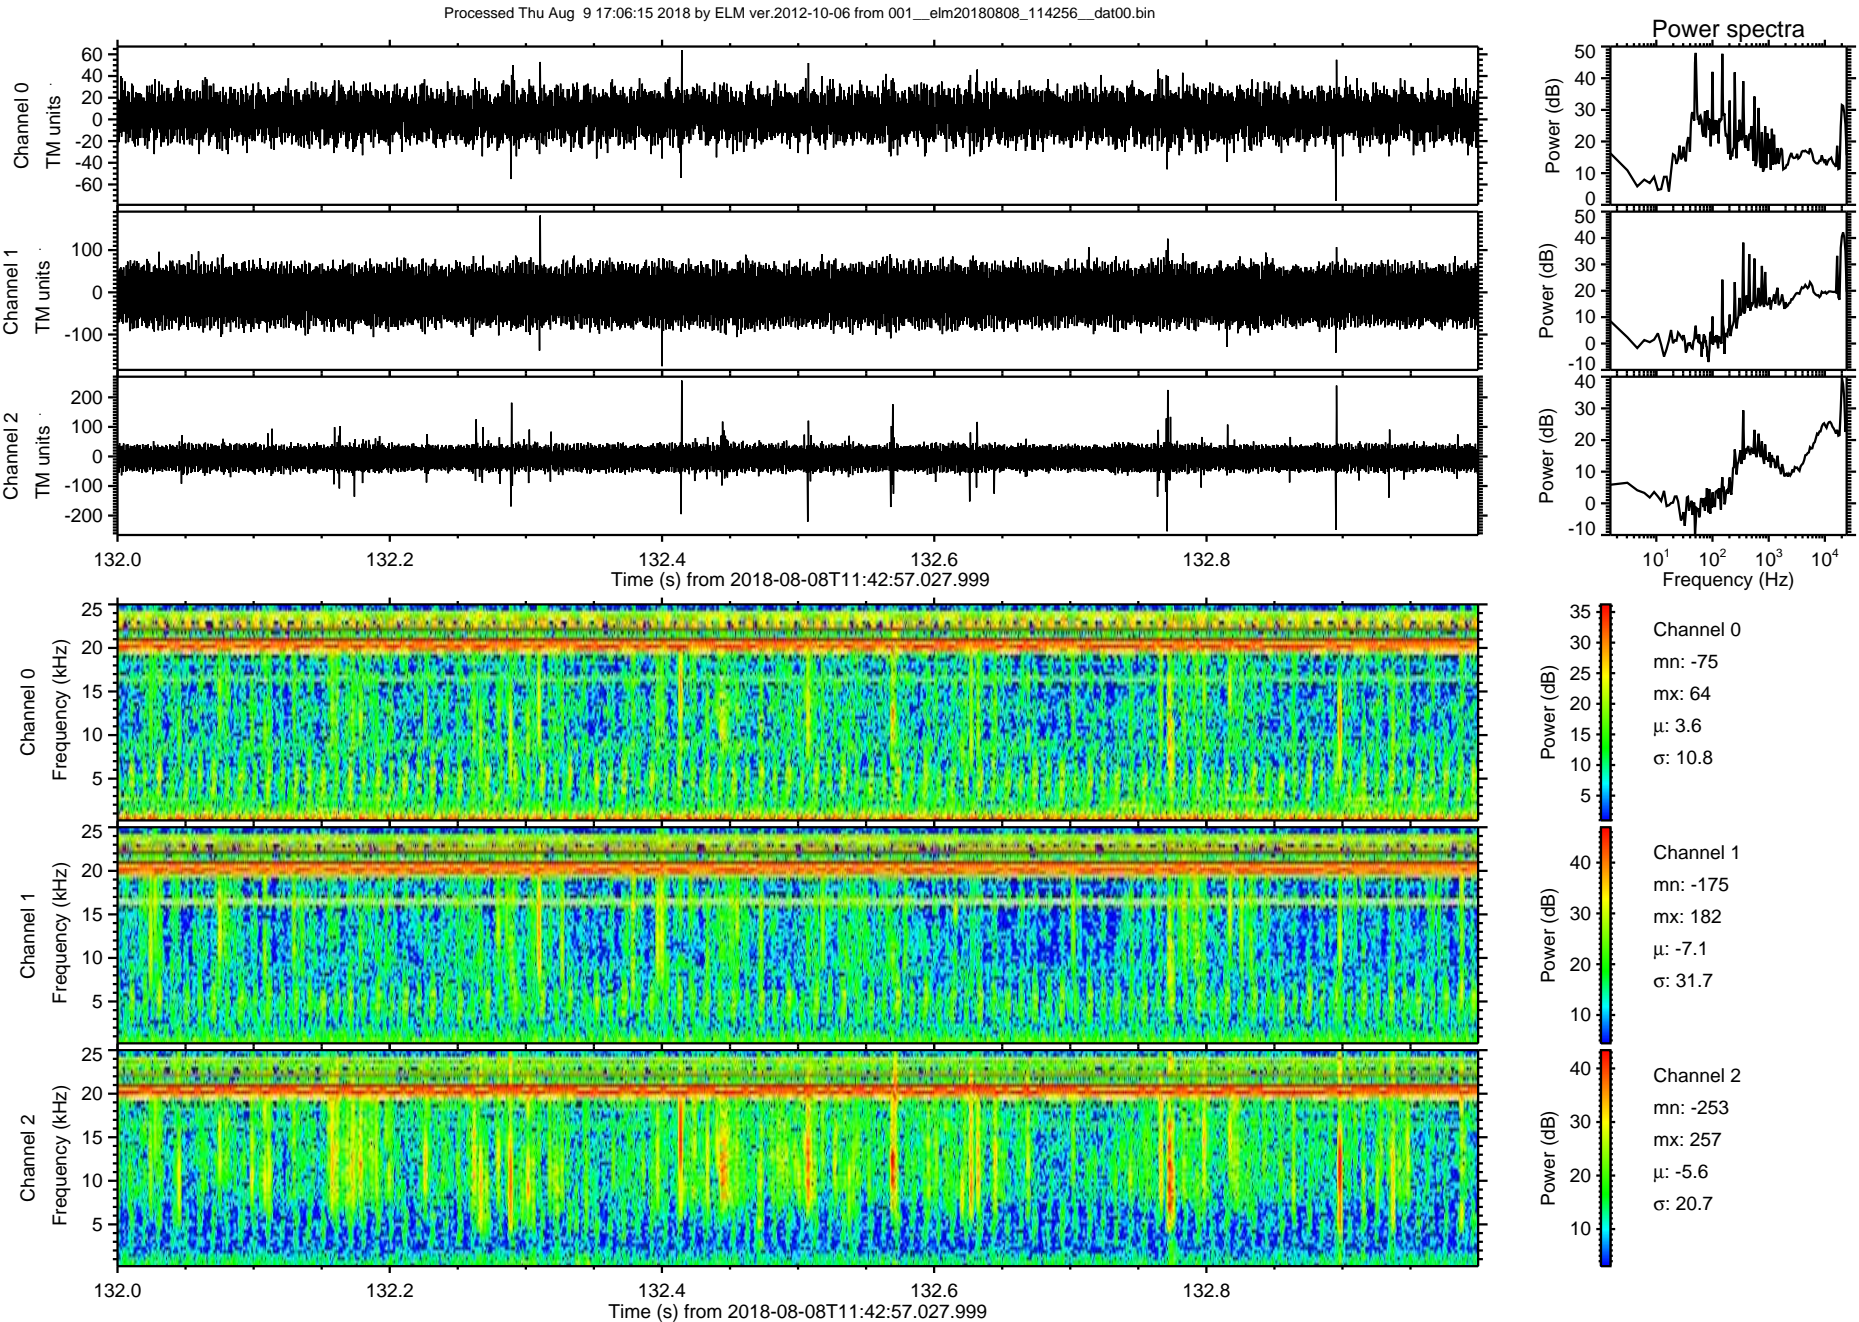 Processed Thu Aug  9 17:06:15 2018 by ELM ver.2012-10-06 from 001__elm20180808_114256__dat00.bin
Power spectra
Channel 0
TM units
60
40
20
0
-20
-40
-60
Power (dB)
50
40
30
20
10
0
Channel 1
TM units
100
0
-100
Power (dB)
50
40
30
20
10
0
-10
Channel 2
TM units
200
100
0
-100
-200
Power (dB)
40
30
20
10
0
-10
132.0 132.2 132.4 132.6 132.8
Time (s) from 2018-08-08T11:42:57.027.999
10¹ 10² 10³ 10⁴
Frequency (Hz)
Channel 0
Frequency (kHz)
25
20
15
10
5
Power (dB)
35
30
25
20
15
10
5
Channel 0
mn: -75
mx: 64
µ: 3.6
σ: 10.8
Channel 1
Frequency (kHz)
25
20
15
10
5
Power (dB)
40
30
20
10
Channel 1
mn: -175
mx: 182
µ: -7.1
σ: 31.7
Channel 2
Frequency (kHz)
25
20
15
10
5
Power (dB)
40
30
20
10
Channel 2
mn: -253
mx: 257
µ: -5.6
σ: 20.7
132.0 132.2 132.4 132.6 132.8
Time (s) from 2018-08-08T11:42:57.027.999